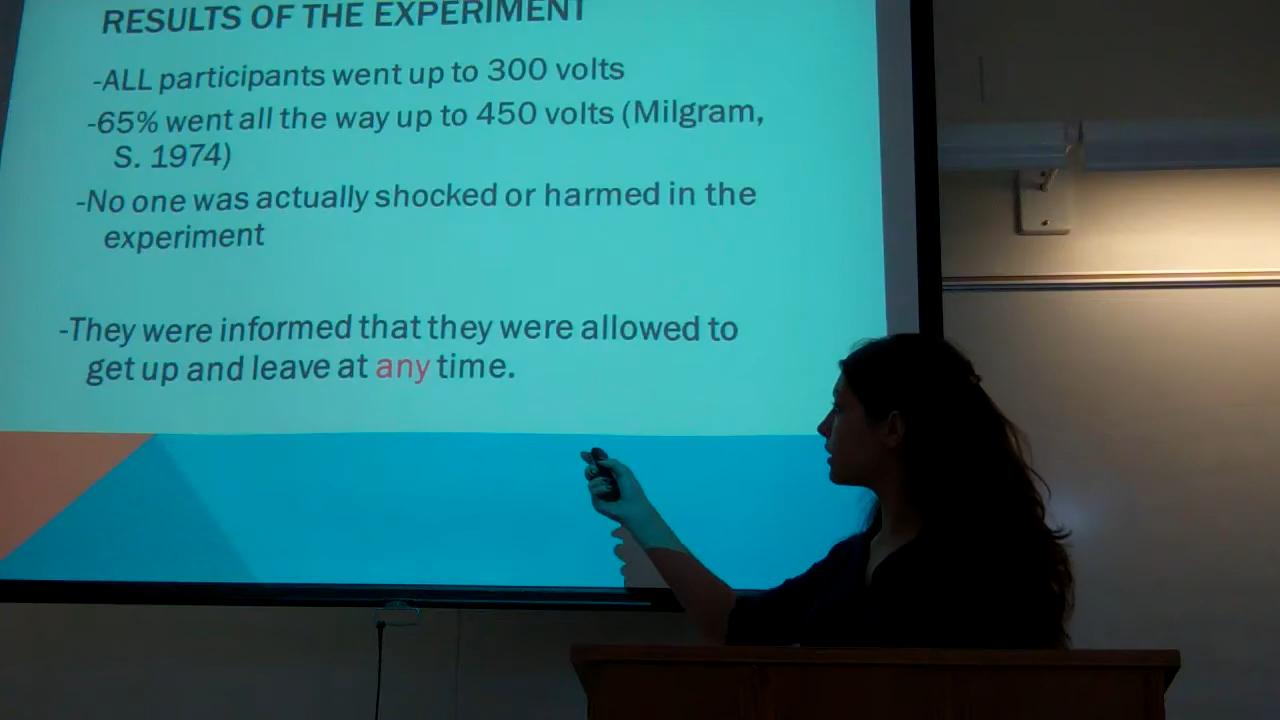 RESULTS OF THE EXPERIMENT
-ALL participants went up to 300 volts
-65% went all the way up to 450 volts (Milgram,
S. 1974)
-No one was actually shocked or harmed in the
experiment
-They were informed that they were allowed to
get up and leave at any time.